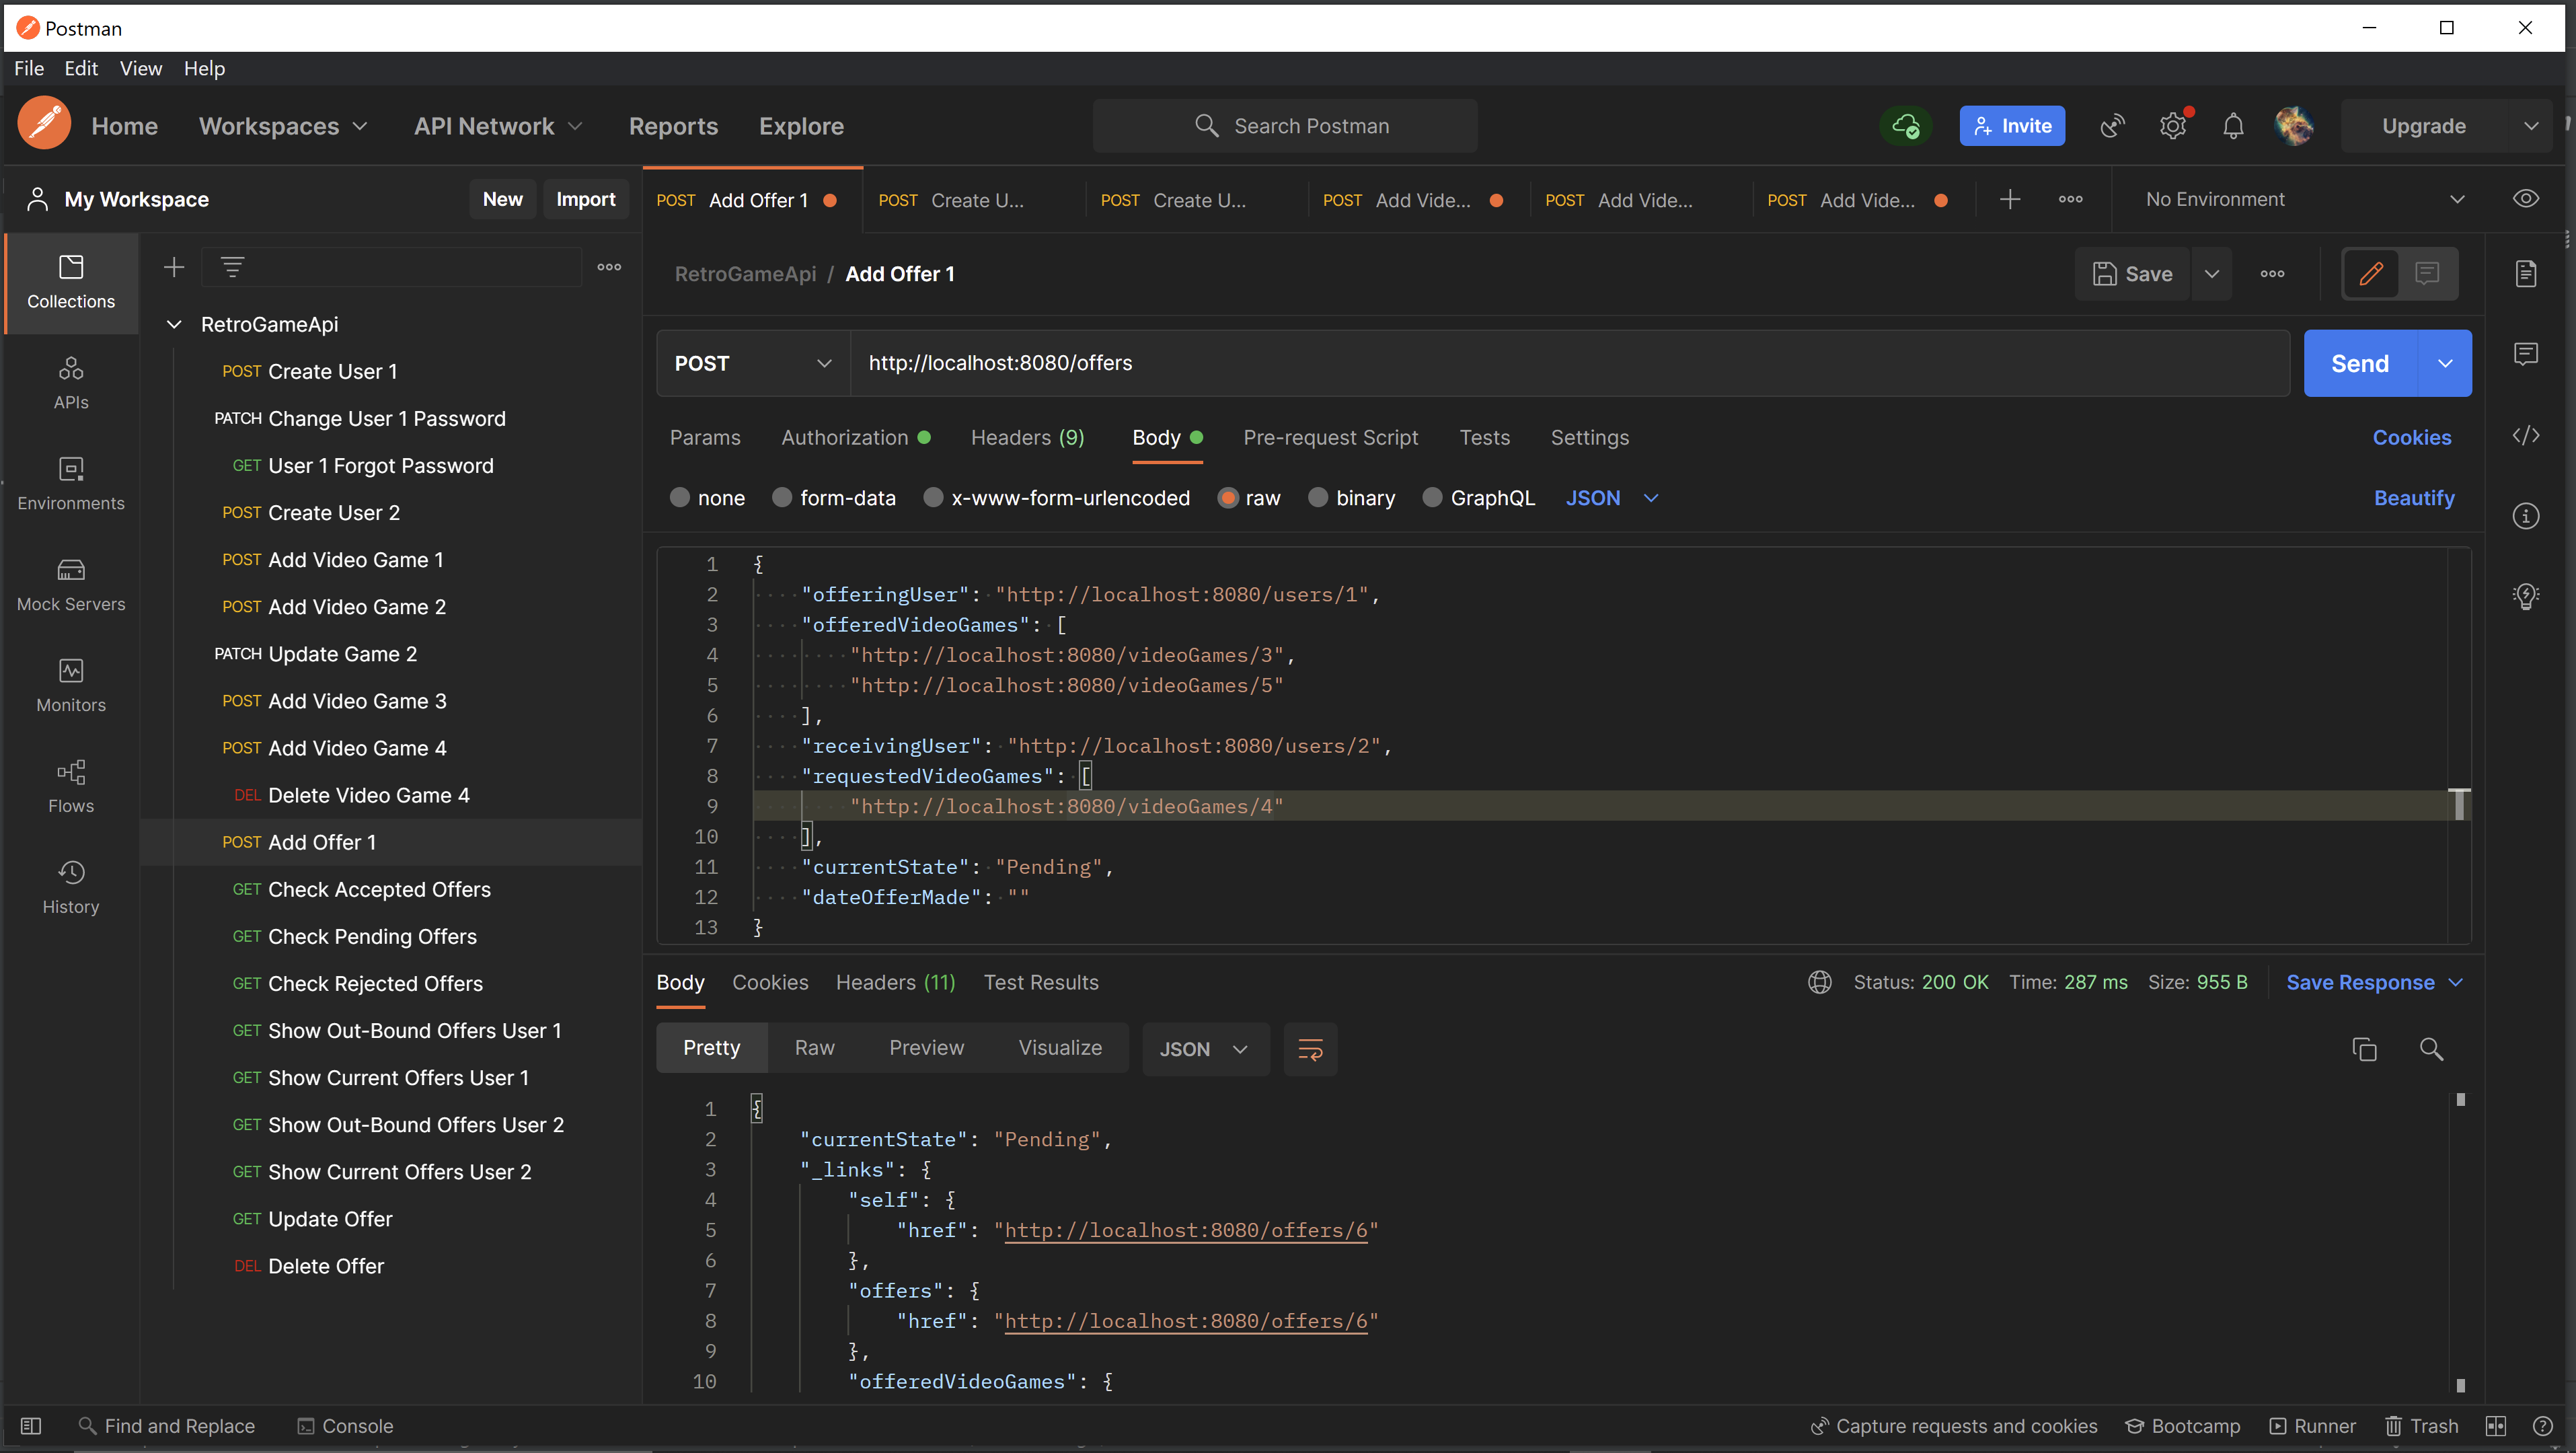 Postman
File Edit View Help
Home Workspaces API Network Reports Explore Search Postman Invite Upgrade
My Workspace New Import
POST Add Offer 1 POST Create U... POST Create U... POST Add Vide... POST Add Vide... POST Add Vide... No Environment
Collections
APIs
Environments
Mock Servers
Monitors
Flows
History
RetroGameApi
POST Create User 1
PATCH Change User 1 Password
GET User 1 Forgot Password
POST Create User 2
POST Add Video Game 1
POST Add Video Game 2
PATCH Update Game 2
POST Add Video Game 3
POST Add Video Game 4
DEL Delete Video Game 4
POST Add Offer 1
GET Check Accepted Offers
GET Check Pending Offers
GET Check Rejected Offers
GET Show Out-Bound Offers User 1
GET Show Current Offers User 1
GET Show Out-Bound Offers User 2
GET Show Current Offers User 2
GET Update Offer
DEL Delete Offer
RetroGameApi / Add Offer 1 Save
POST http://localhost:8080/offers Send
Params Authorization Headers (9) Body Pre-request Script Tests Settings Cookies
none form-data x-www-form-urlencoded raw binary GraphQL JSON Beautify
1 {
2 "offeringUser": "http://localhost:8080/users/1",
3 "offeredVideoGames": [
4 "http://localhost:8080/videoGames/3",
5 "http://localhost:8080/videoGames/5"
6 ],
7 "receivingUser": "http://localhost:8080/users/2",
8 "requestedVideoGames": [
9 "http://localhost:8080/videoGames/4"
10 ],
11 "currentState": "Pending",
12 "dateOfferMade": ""
13 }
Body Cookies Headers (11) Test Results Status: 200 OK Time: 287 ms Size: 955 B Save Response
Pretty Raw Preview Visualize JSON
1 {
2 "currentState": "Pending",
3 "_links": {
4 "self": {
5 "href": "http://localhost:8080/offers/6"
6 },
7 "offers": {
8 "href": "http://localhost:8080/offers/6"
9 },
10 "offeredVideoGames": {
Find and Replace Console Capture requests and cookies Bootcamp Runner Trash